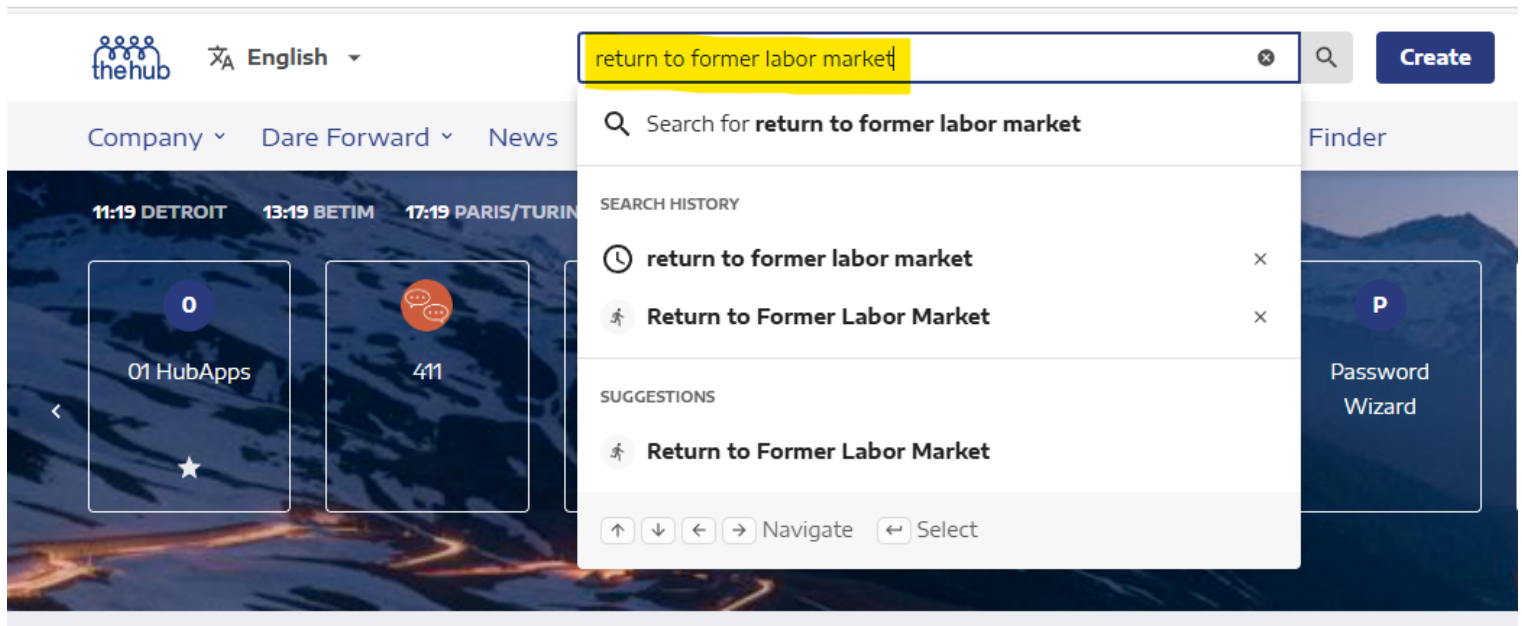 thehub
English
return to former labor market
Create
Company
Dare Forward
News
Finder
Search for return to former labor market
11:19 DETROIT 13:19 BETIM 17:19 PARIS/TURIN
SEARCH HISTORY
return to former labor market
Return to Former Labor Market
SUGGESTIONS
Return to Former Labor Market
Navigate
Select
O
01 HubApps
411
P
Password
Wizard